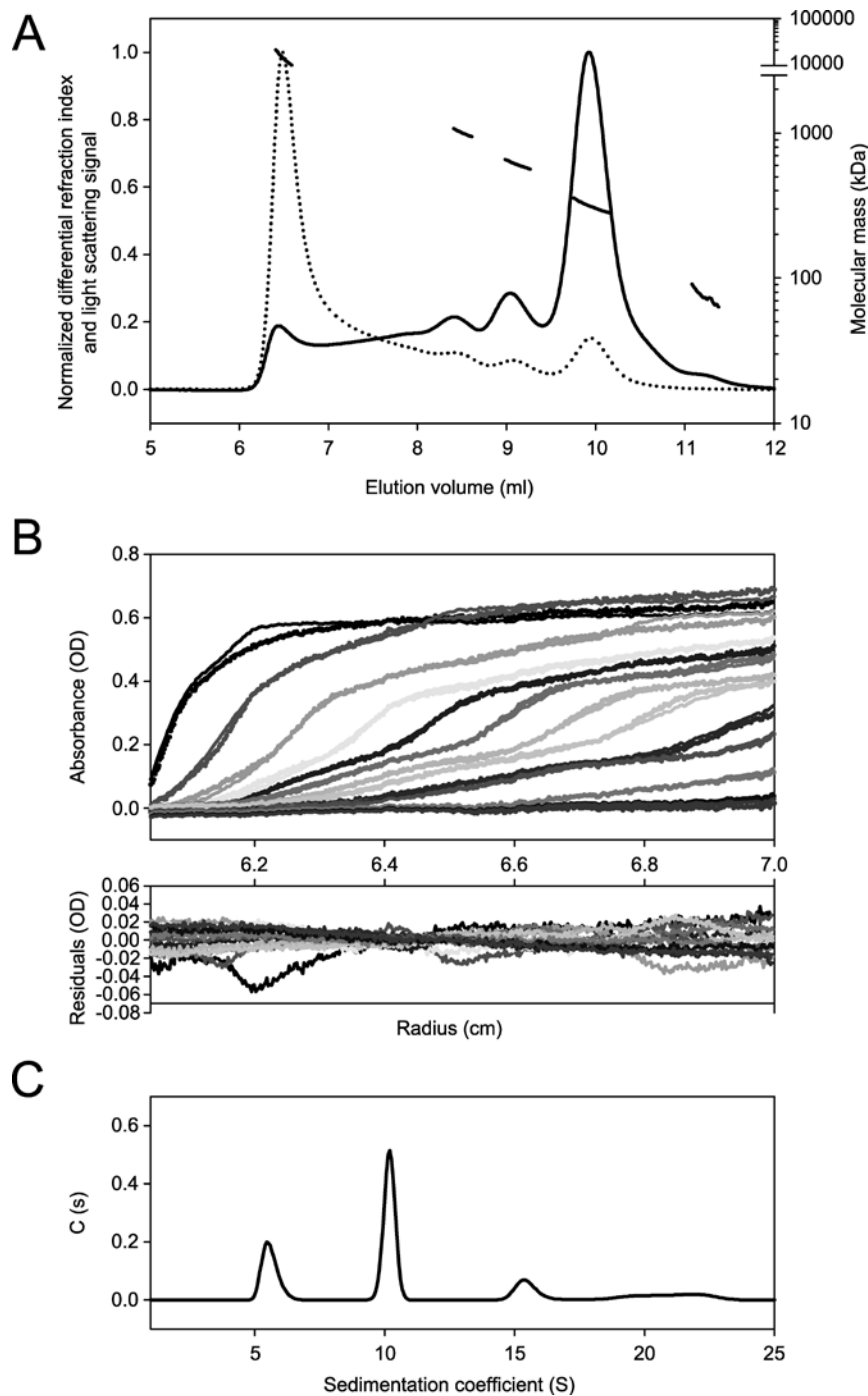 A
Normalized differential refraction index
and light scattering signal
1.0
0.8
0.6
0.4
0.2
0.0
100000
10000
1000
100
10
Molecular mass (kDa)
5 6 7 8 9 10 11 12
Elution volume (ml)
B
Absorbance (OD)
0.8
0.6
0.4
0.2
0.0
6.2 6.4 6.6 6.8 7.0
Residuals (OD)
0.06
0.04
0.02
0.00
-0.02
-0.04
-0.06
-0.08
Radius (cm)
C
C (s)
0.6
0.4
0.2
0.0
5 10 15 20 25
Sedimentation coefficient (S)